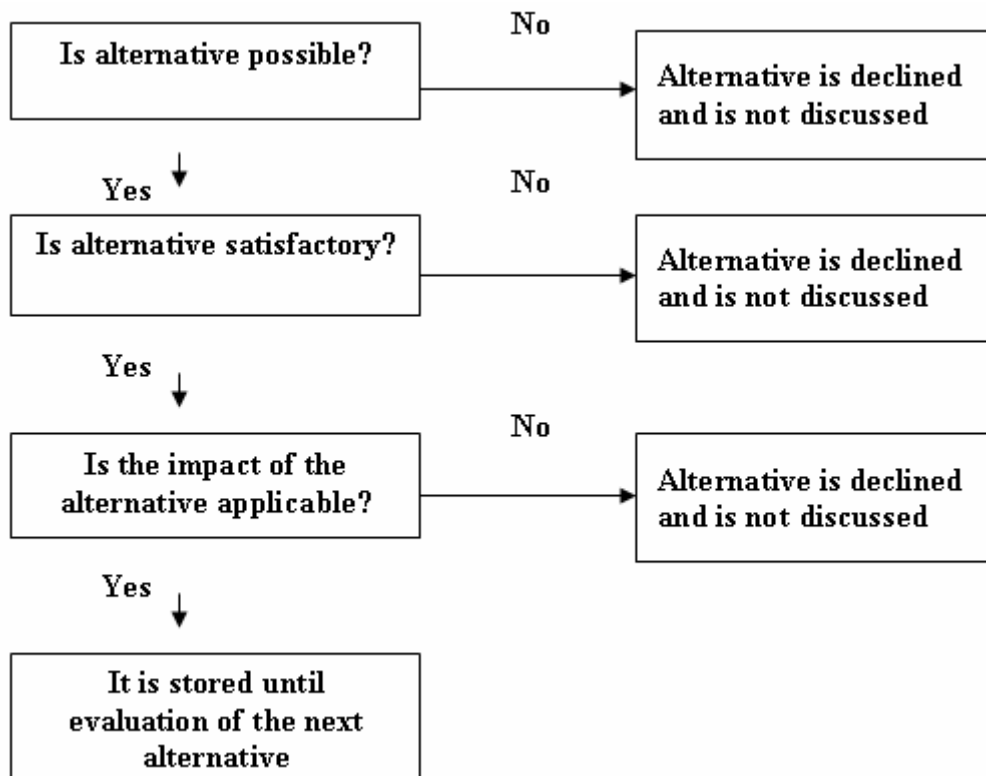 No
Is alternative possible?
Alternative is declined
and is not discussed
Yes
No
Is alternative satisfactory?
Alternative is declined
and is not discussed
Yes
No
Is the impact of the
alternative applicable?
Alternative is declined
and is not discussed
Yes
It is stored until
evaluation of the next
alternative